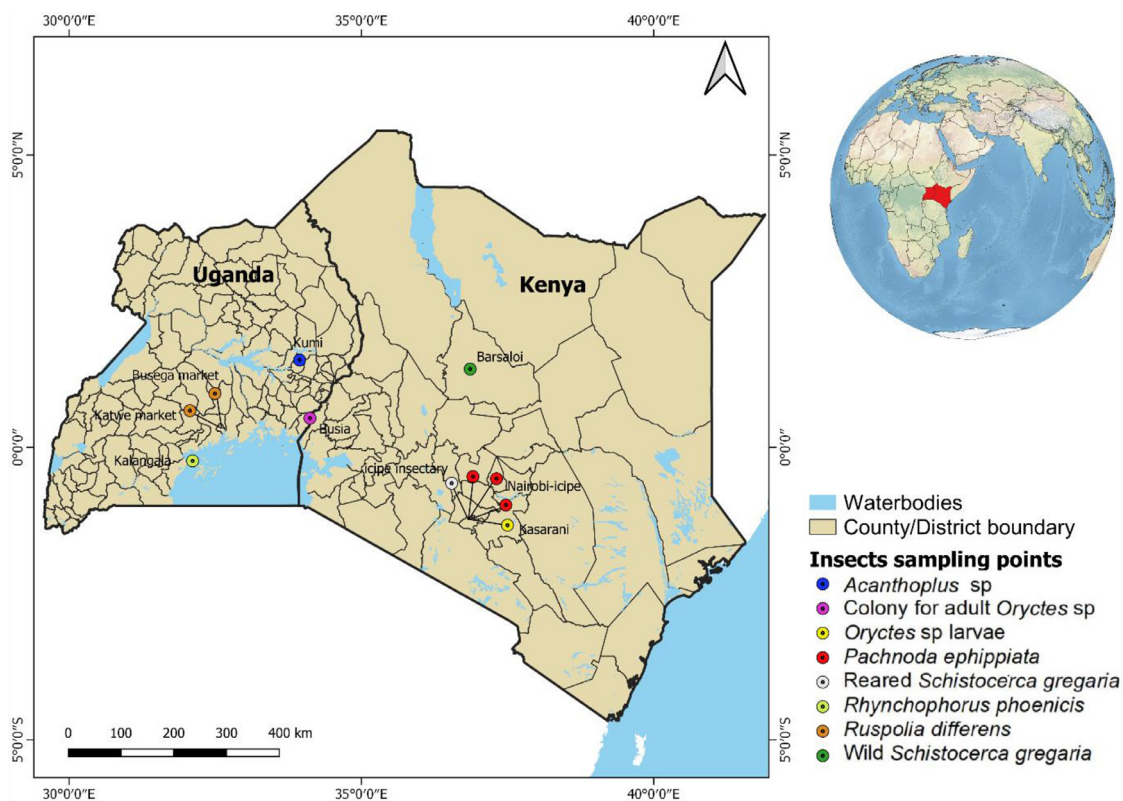 30°0′0″E 35°0′0″E 40°0′0″E
5°0′0″N 5°0′0″N
Uganda
Kenya
Kumi
Barsaloi
Busega market
Katwe market
Busia
0°0′0″ 0°0′0″
Kalangala
icipe insectary
Nairobi-icipe
Kasarani
5°0′0″S 5°0′0″S
0 100 200 300 400 km
30°0′0″E 35°0′0″E 40°0′0″E
Waterbodies
County/District boundary
Insects sampling points
Acanthoplus sp
Colony for adult Oryctes sp
Oryctes sp larvae
Pachnoda ephippiata
Reared Schistocerca gregaria
Rhynchophorus phoenicis
Ruspolia differens
Wild Schistocerca gregaria